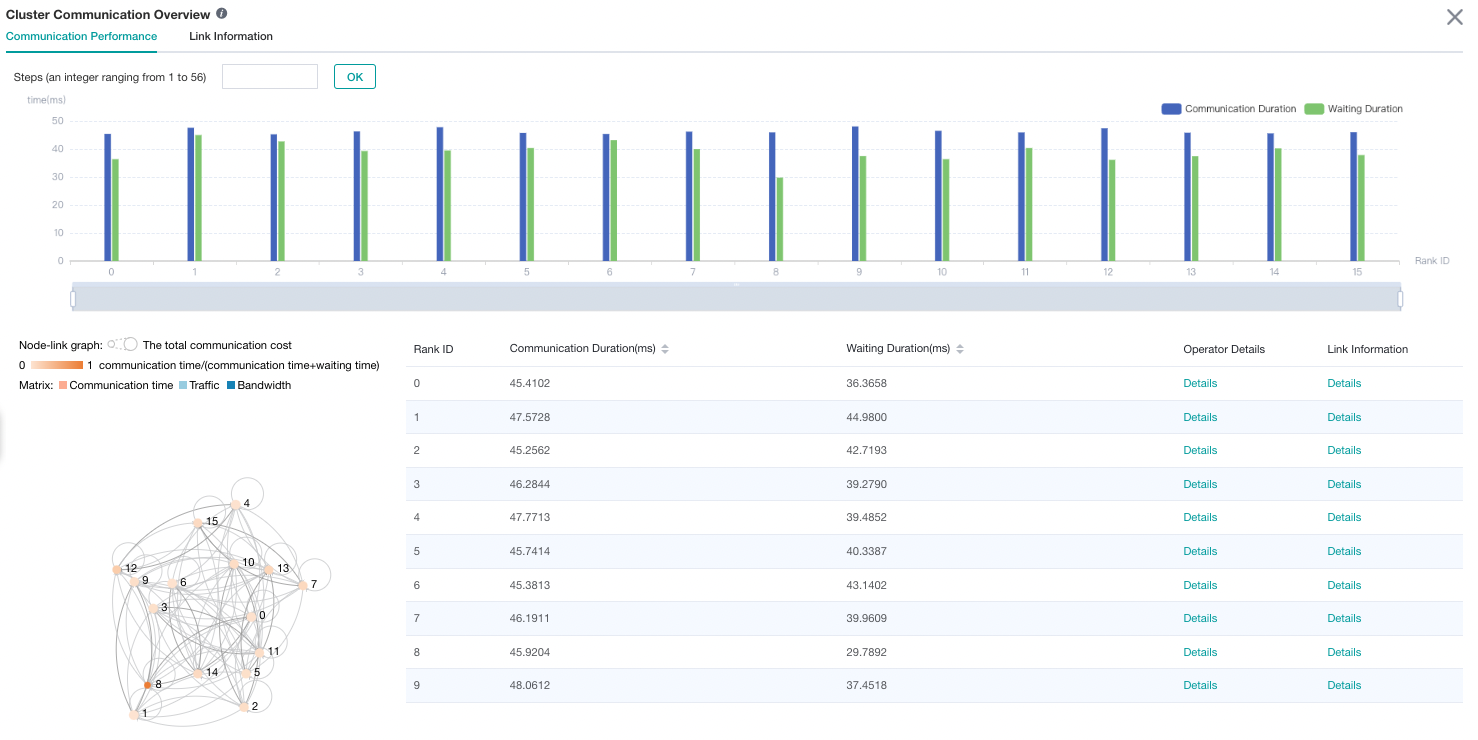 Cluster Communication Overview
Communication Performance Link Information
Steps (an integer ranging from 1 to 56) OK
time(ms)
Communication Duration Waiting Duration
50
40
30
20
10
0
0 1 2 3 4 5 6 7 8 9 10 11 12 13 14 15
Rank ID
Node-link graph: The total communication cost
0 1 communication time/(communication time+waiting time)
Matrix: Communication time Traffic Bandwidth
4
15
12
10
13
9
6
7
3
0
11
14
5
8
2
1
Rank ID Communication Duration(ms) Waiting Duration(ms) Operator Details Link Information
0 45.4102 36.3658 Details Details
1 47.5728 44.9800 Details Details
2 45.2562 42.7193 Details Details
3 46.2844 39.2790 Details Details
4 47.7713 39.4852 Details Details
5 45.7414 40.3387 Details Details
6 45.3813 43.1402 Details Details
7 46.1911 39.9609 Details Details
8 45.9204 29.7892 Details Details
9 48.0612 37.4518 Details Details